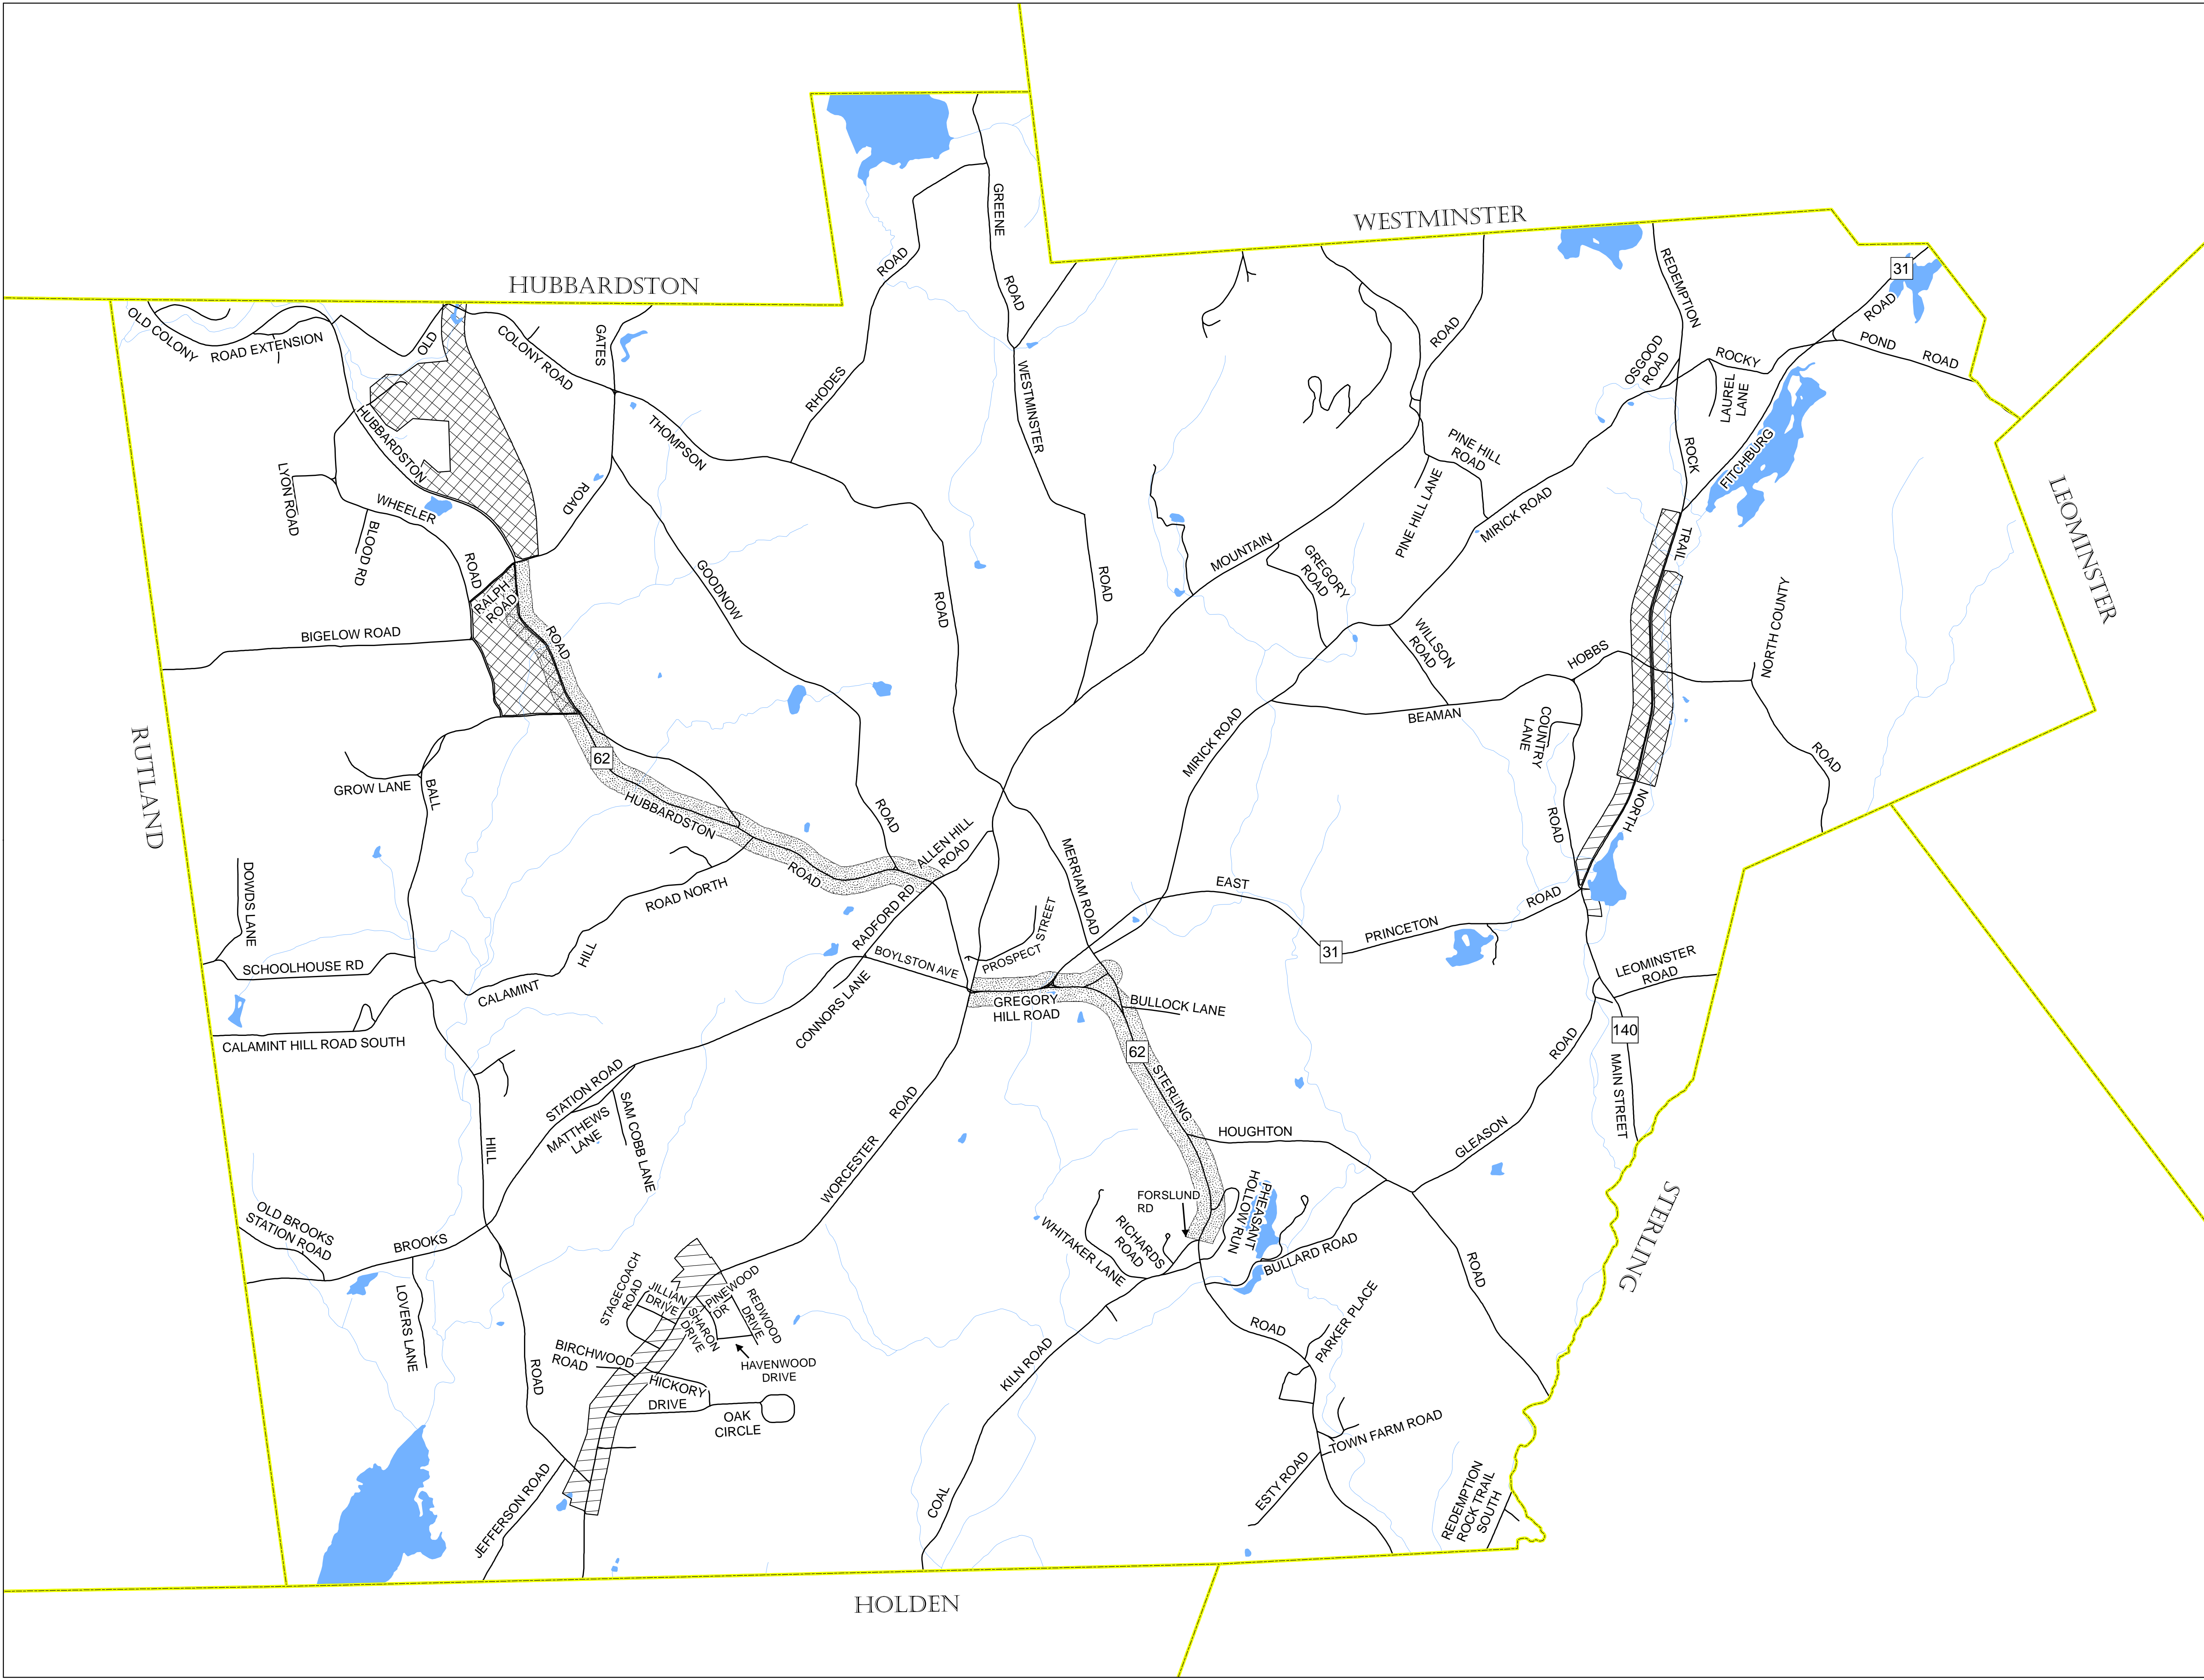 WESTMINSTER
HUBBARDSTON
31
OLD COLONY
ROAD EXTENSION
OLD
COLONY ROAD
GATES
ROAD
GREENE
ROAD
REDEMPTION
ROAD
POND
ROAD
ROAD
OSGOOD
ROAD
ROCKY
LAUREL
LANE
RHODES
WESTMINSTER
THOMPSON
HUBBARDSTON
PINE HILL
ROAD
ROCK
FITCHBURG
LEOMINSTER
LYON ROAD
WHEELER
BLOOD RD
ROAD
PINE HILL LANE
MIRICK ROAD
TRAIL
MOUNTAIN
GREGORY
ROAD
ROAD
RALPH
ROAD
GOODNOW
ROAD
ROAD
BIGELOW ROAD
ROAD
WILLSON
ROAD
HOBBS
NORTH COUNTY
BEAMAN
COUNTRY
LANE
RUTLAND
62
MIRICK ROAD
ROAD
GROW LANE
BALL
HUBBARDSTON
ROAD
ALLEN HILL
ROAD
MERRIAM ROAD
ROAD
NORTH
DOWDS LANE
ROAD NORTH
ROAD
RADFORD RD
EAST
ROAD
PRINCETON
31
SCHOOLHOUSE RD
CALAMINT
HILL
BOYLSTON AVE
PROSPECT
STREET
CONNORS LANE
GREGORY
HILL ROAD
BULLOCK LANE
LEOMINSTER
ROAD
140
CALAMINT HILL ROAD SOUTH
62
ROAD
MAIN STREET
STATION ROAD
MATTHEWS
LANE
SAM COBB LANE
HILL
ROAD
WORCESTER
STERLING
HOUGHTON
GLEASON
OLD BROOKS
STATION ROAD
BROOKS
LOVERS LANE
FORSLUND
RD
PHEASANT
HOLLOW RUN
WHITAKER LANE
RICHARDS
ROAD
BULLARD ROAD
ROAD
STERLING
STAGECOACH
ROAD
JILLIAN
DRIVE
SHARON
DRIVE
PINEWOOD
DR
REDWOOD
DRIVE
HAVENWOOD
DRIVE
BIRCHWOOD
ROAD
HICKORY
DRIVE
OAK
CIRCLE
ROAD
KILN ROAD
COAL
ROAD
PARKER PLACE
TOWN FARM ROAD
ESTY ROAD
JEFFERSON ROAD
REDEMPTION
ROCK TRAIL
SOUTH
HOLDEN